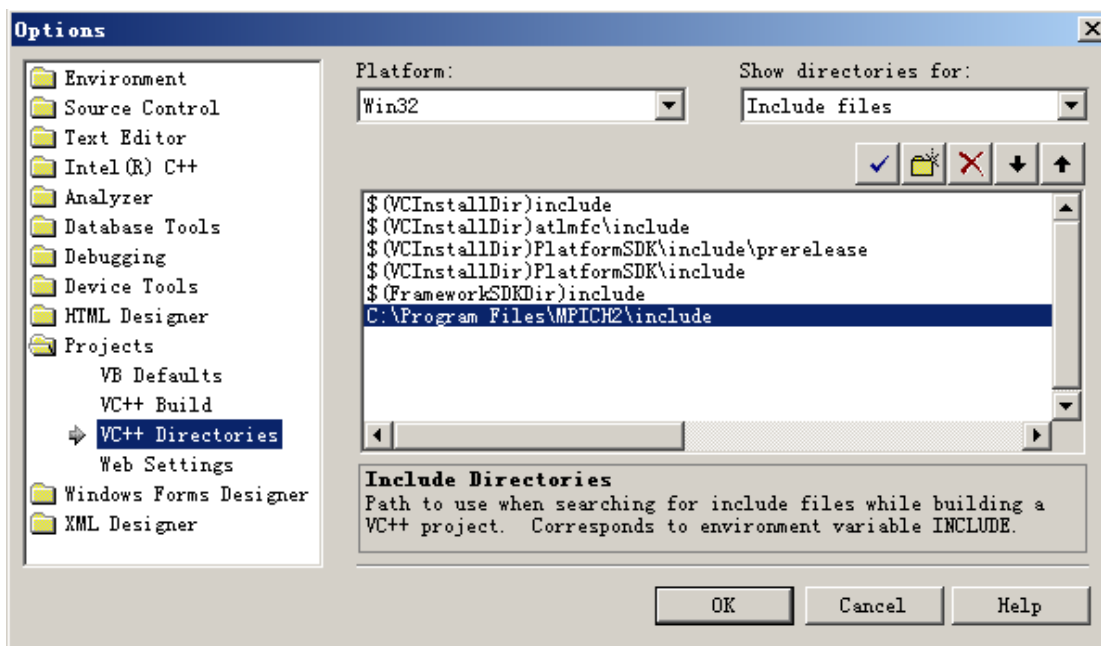 Options
Environment
Source Control
Text Editor
Intel(R) C++
Analyzer
Database Tools
Debugging
Device Tools
HTML Designer
Projects
VB Defaults
VC++ Build
VC++ Directories
Web Settings
Windows Forms Designer
XML Designer
Platform:
Win32
Show directories for:
Include files
$(VCInstallDir)include
$(VCInstallDir)atlmfc\include
$(VCInstallDir)PlatformSDK\include\prerelease
$(VCInstallDir)PlatformSDK\include
$(FrameworkSDKDir)include
C:\Program Files\MPICH2\include
Include Directories
Path to use when searching for include files while building a
VC++ project.  Corresponds to environment variable INCLUDE.
OK
Cancel
Help